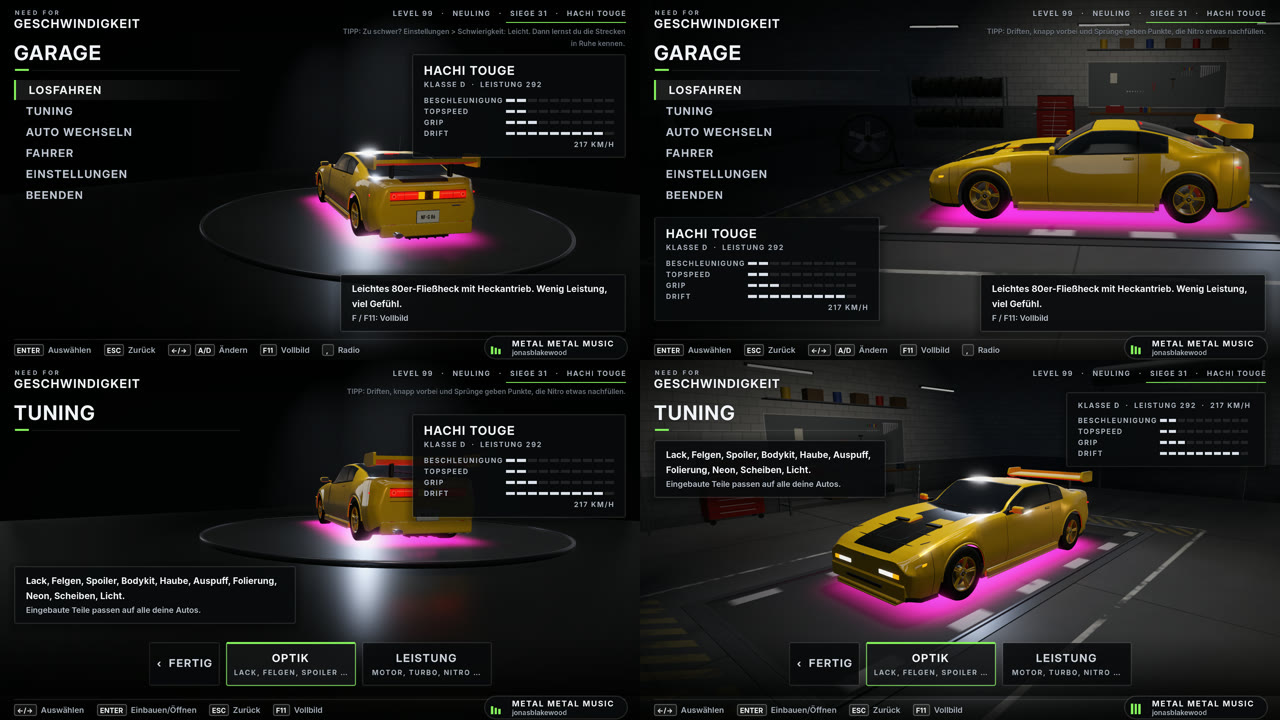 NEED FOR
GESCHWINDIGKEIT
LEVEL 99 · NEULING · SIEGE 31 · HACHI TOUGE
TIPP: Zu schwer? Einstellungen > Schwierigkeit: Leicht. Dann lernst du die Strecken
in Ruhe kennen.
GARAGE
HACHI TOUGE
KLASSE D · LEISTUNG 292
BESCHLEUNIGUNG
TOPSPEED
GRIP
DRIFT
217 KM/H
LOSFAHREN
TUNING
AUTO WECHSELN
FAHRER
EINSTELLUNGEN
BEENDEN
Leichtes 80er-Fließheck mit Heckantrieb. Wenig Leistung,
viel Gefühl.
F / F11: Vollbild
ENTER Auswählen ESC Zurück ←/→ A/D Ändern F11 Vollbild , Radio
METAL METAL MUSIC
jonasblakewood
NEED FOR
GESCHWINDIGKEIT
LEVEL 99 · NEULING · SIEGE 31 · HACHI TOUGE
TIPP: Driften, knapp vorbei und Sprünge geben Punkte, die Nitro etwas nachfüllen.
GARAGE
LOSFAHREN
TUNING
AUTO WECHSELN
FAHRER
EINSTELLUNGEN
BEENDEN
HACHI TOUGE
KLASSE D · LEISTUNG 292
BESCHLEUNIGUNG
TOPSPEED
GRIP
DRIFT
217 KM/H
Leichtes 80er-Fließheck mit Heckantrieb. Wenig Leistung,
viel Gefühl.
F / F11: Vollbild
ENTER Auswählen ESC Zurück ←/→ A/D Ändern F11 Vollbild , Radio
METAL METAL MUSIC
jonasblakewood
NEED FOR
GESCHWINDIGKEIT
LEVEL 99 · NEULING · SIEGE 31 · HACHI TOUGE
TIPP: Driften, knapp vorbei und Sprünge geben Punkte, die Nitro etwas nachfüllen.
TUNING
HACHI TOUGE
KLASSE D · LEISTUNG 292
BESCHLEUNIGUNG
TOPSPEED
GRIP
DRIFT
217 KM/H
Lack, Felgen, Spoiler, Bodykit, Haube, Auspuff, Folierung,
Neon, Scheiben, Licht.
Eingebaute Teile passen auf alle deine Autos.
‹ FERTIG
OPTIK
LACK, FELGEN, SPOILER ...
LEISTUNG
MOTOR, TURBO, NITRO ...
←/→ Auswählen ENTER Einbauen/Öffnen ESC Zurück F11 Vollbild
METAL METAL MUSIC
jonasblakewood
NEED FOR
GESCHWINDIGKEIT
LEVEL 99 · NEULING · SIEGE 31 · HACHI TOUGE
TUNING
KLASSE D · LEISTUNG 292 · 217 KM/H
BESCHLEUNIGUNG
TOPSPEED
GRIP
DRIFT
Lack, Felgen, Spoiler, Bodykit, Haube, Auspuff,
Folierung, Neon, Scheiben, Licht.
Eingebaute Teile passen auf alle deine Autos.
‹ FERTIG
OPTIK
LACK, FELGEN, SPOILER ...
LEISTUNG
MOTOR, TURBO, NITRO ...
←/→ Auswählen ENTER Einbauen/Öffnen ESC Zurück F11 Vollbild
METAL METAL MUSIC
jonasblakewood